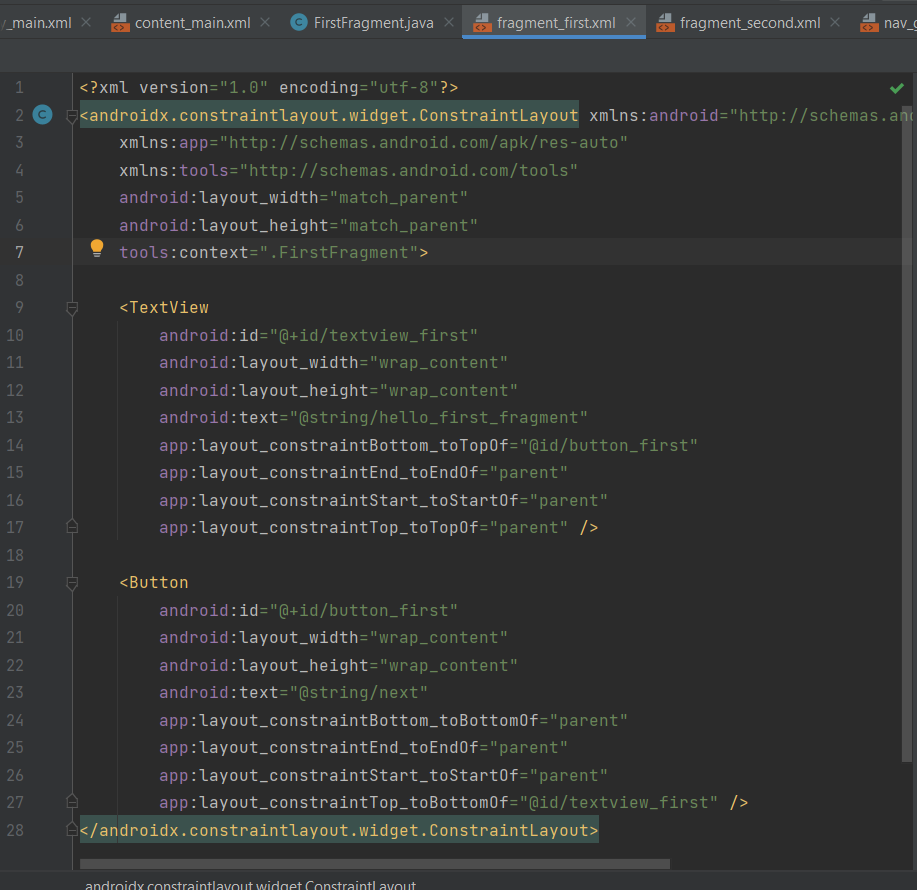 _main.xml
content_main.xml
FirstFragment.java
fragment_first.xml
fragment_second.xml
nav_
1 <?xml version="1.0" encoding="utf-8"?>
2 C <androidx.constraintlayout.widget.ConstraintLayout xmlns:android="http://schemas.and
3 xmlns:app="http://schemas.android.com/apk/res-auto"
4 xmlns:tools="http://schemas.android.com/tools"
5 android:layout_width="match_parent"
6 android:layout_height="match_parent"
7 tools:context=".FirstFragment">
8
9 <TextView
10 android:id="@+id/textview_first"
11 android:layout_width="wrap_content"
12 android:layout_height="wrap_content"
13 android:text="@string/hello_first_fragment"
14 app:layout_constraintBottom_toTopOf="@id/button_first"
15 app:layout_constraintEnd_toEndOf="parent"
16 app:layout_constraintStart_toStartOf="parent"
17 app:layout_constraintTop_toTopOf="parent" />
18
19 <Button
20 android:id="@+id/button_first"
21 android:layout_width="wrap_content"
22 android:layout_height="wrap_content"
23 android:text="@string/next"
24 app:layout_constraintBottom_toBottomOf="parent"
25 app:layout_constraintEnd_toEndOf="parent"
26 app:layout_constraintStart_toStartOf="parent"
27 app:layout_constraintTop_toBottomOf="@id/textview_first" />
28 </androidx.constraintlayout.widget.ConstraintLayout>
androidx.constraintlayout.widget.ConstraintLayout